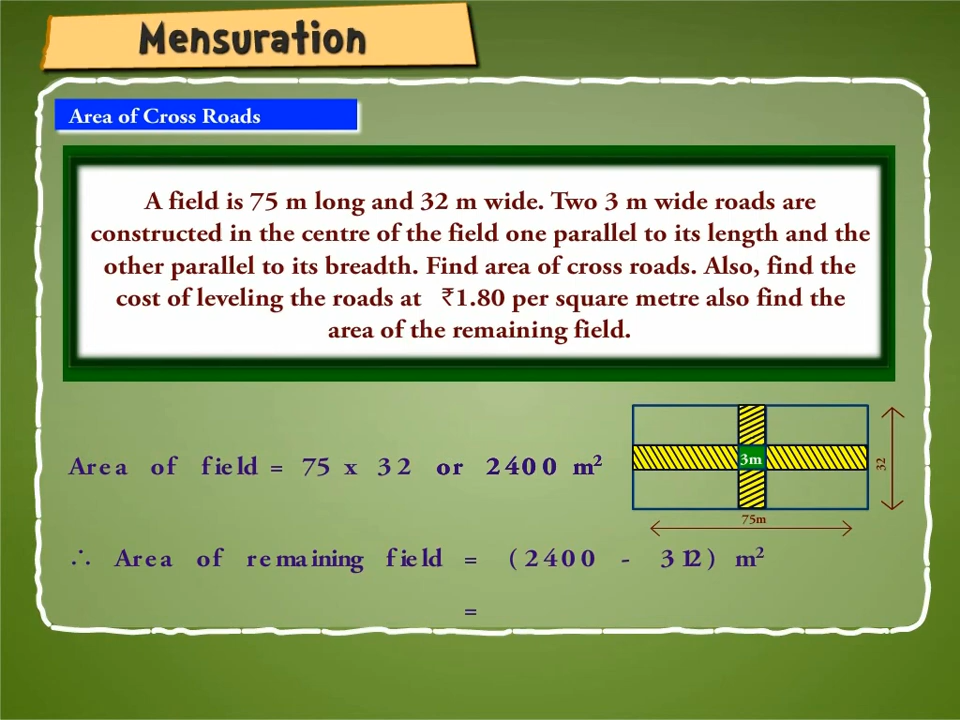 Mensuration
Area of Cross Roads
A field is 75 m long and 32 m wide. Two 3 m wide roads are
constructed in the centre of the field one parallel to its length and the
other parallel to its breadth. Find area of cross roads. Also, find the
cost of leveling the roads at ₹1.80 per square metre also find the
area of the remaining field.
Area of field = 75 x 32 or 2400 m²
3m
32
75m
∴ Area of remaining field = (2400 - 312) m²
=